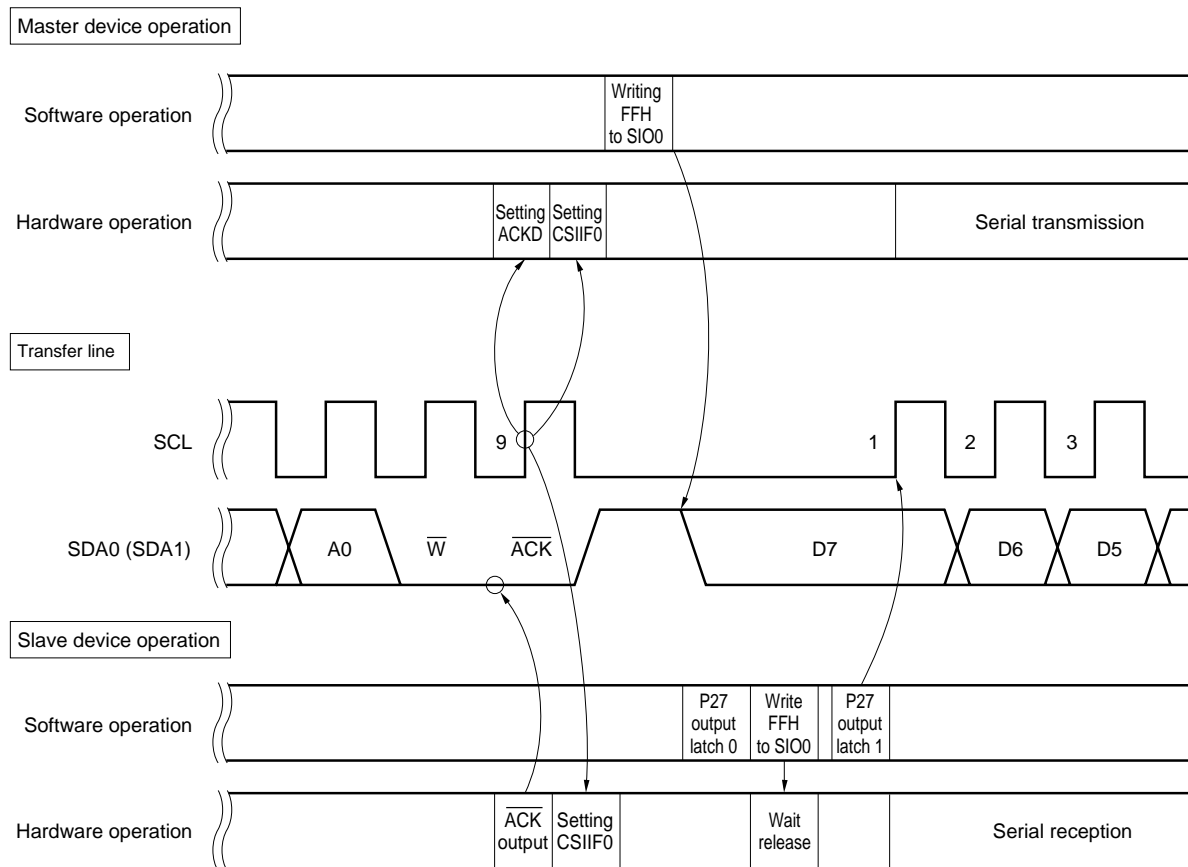 Master device operation
Software operation
Writing
FFH
to SIO0
Hardware operation
Setting
ACKD
Setting
CSIIF0
Serial transmission
Transfer line
SCL
9
1
2
3
SDA0 (SDA1)
A0
W
ACK
D7
D6
D5
Slave device operation
Software operation
P27
output
latch 0
Write
FFH
to SIO0
P27
output
latch 1
Hardware operation
ACK
output
Setting
CSIIF0
Wait
release
Serial reception